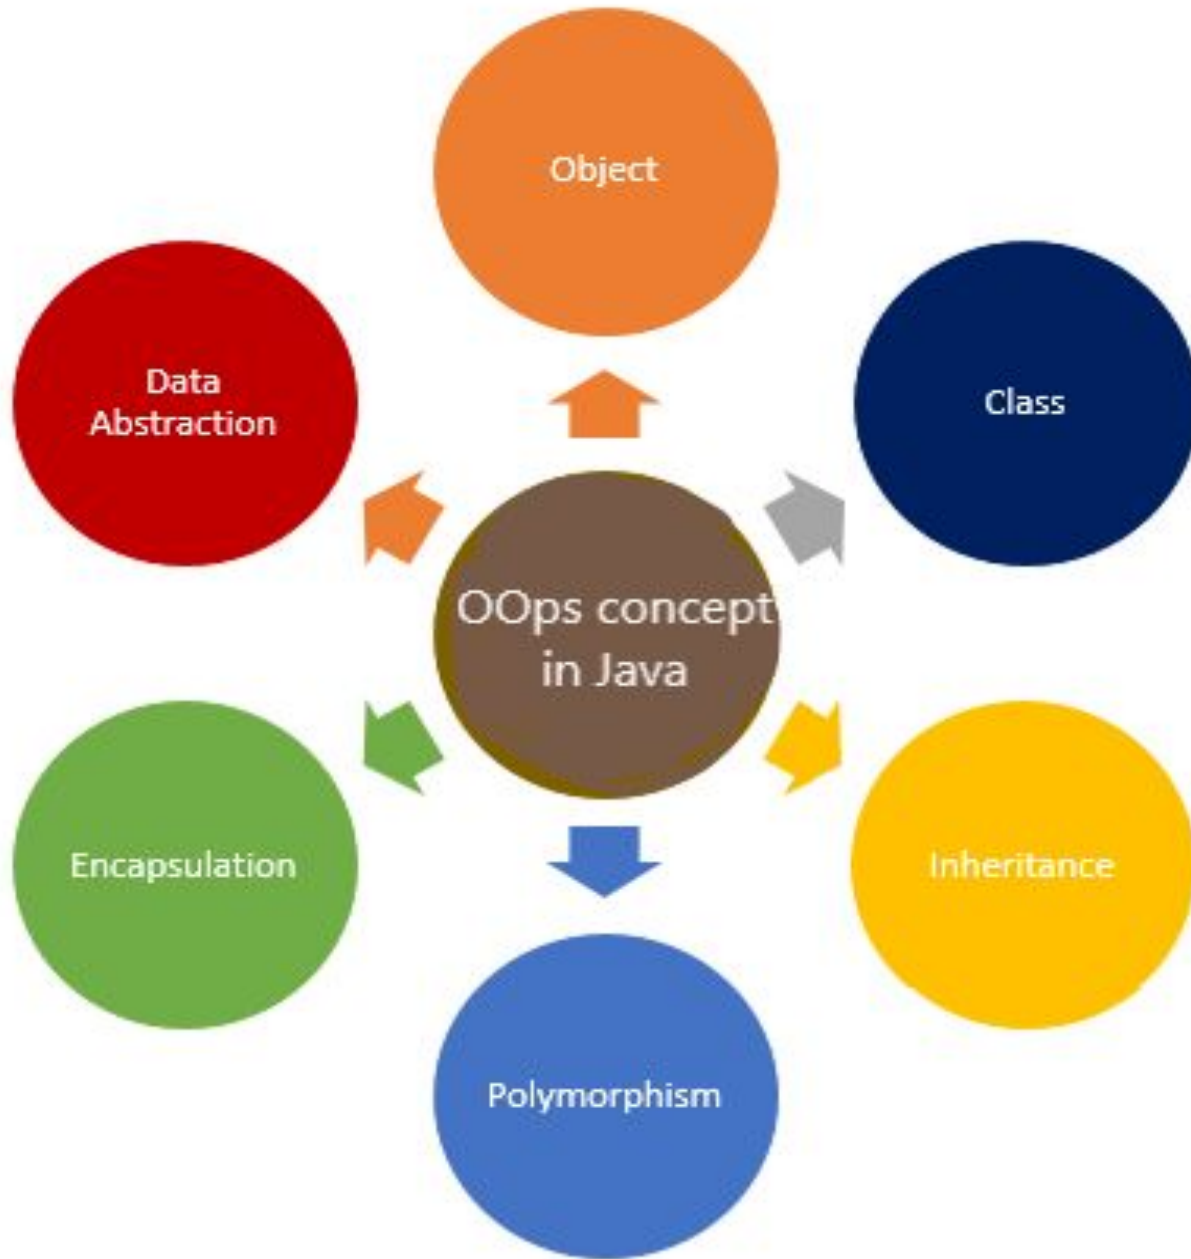 Object
Data
Abstraction
Class
OOps concept
in Java
Encapsulation
Inheritance
Polymorphism